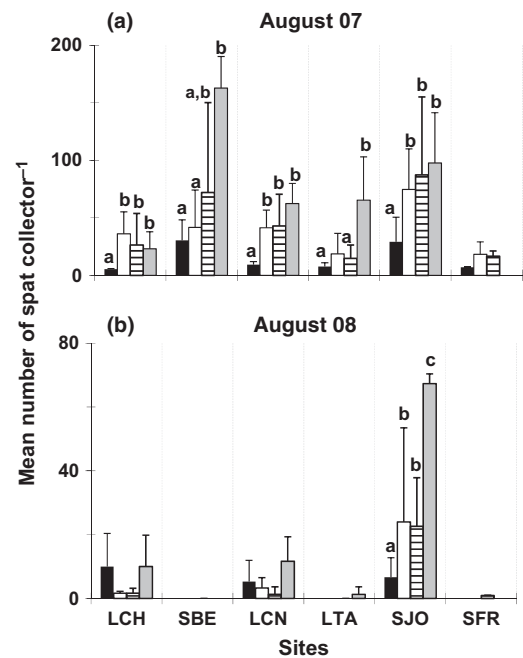 (a) August 07
200
100
0
a b b b
a a a,b b
a b b b
a a b
a b b b
(b) August 08
80
40
0
a b b c
LCH SBE LCN LTA SJO SFR
Sites
Mean number of spat collector–1